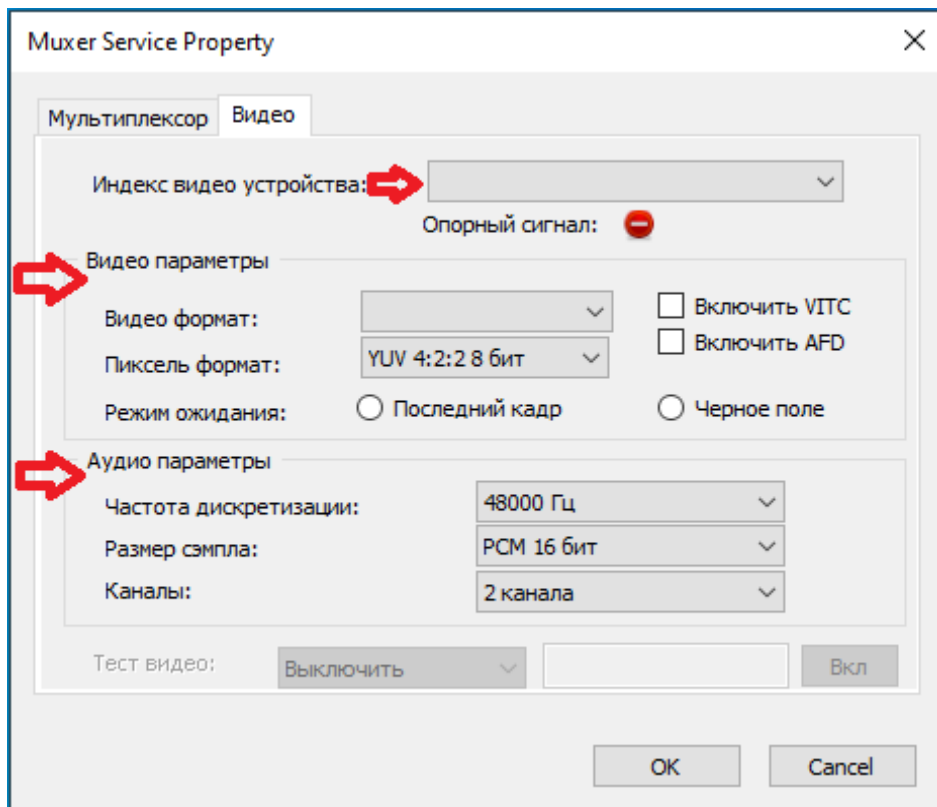 Muxer Service Property
Мультиплексор Видео
Индекс видео устройства:
Опорный сигнал:
Видео параметры
Видео формат:
Включить VITC
Пиксель формат: YUV 4:2:2 8 бит
Включить AFD
Режим ожидания: Последний кадр Черное поле
Аудио параметры
Частота дискретизации: 48000 Гц
Размер сэмпла: PCM 16 бит
Каналы: 2 канала
Тест видео: Выключить Вкл
OK Cancel